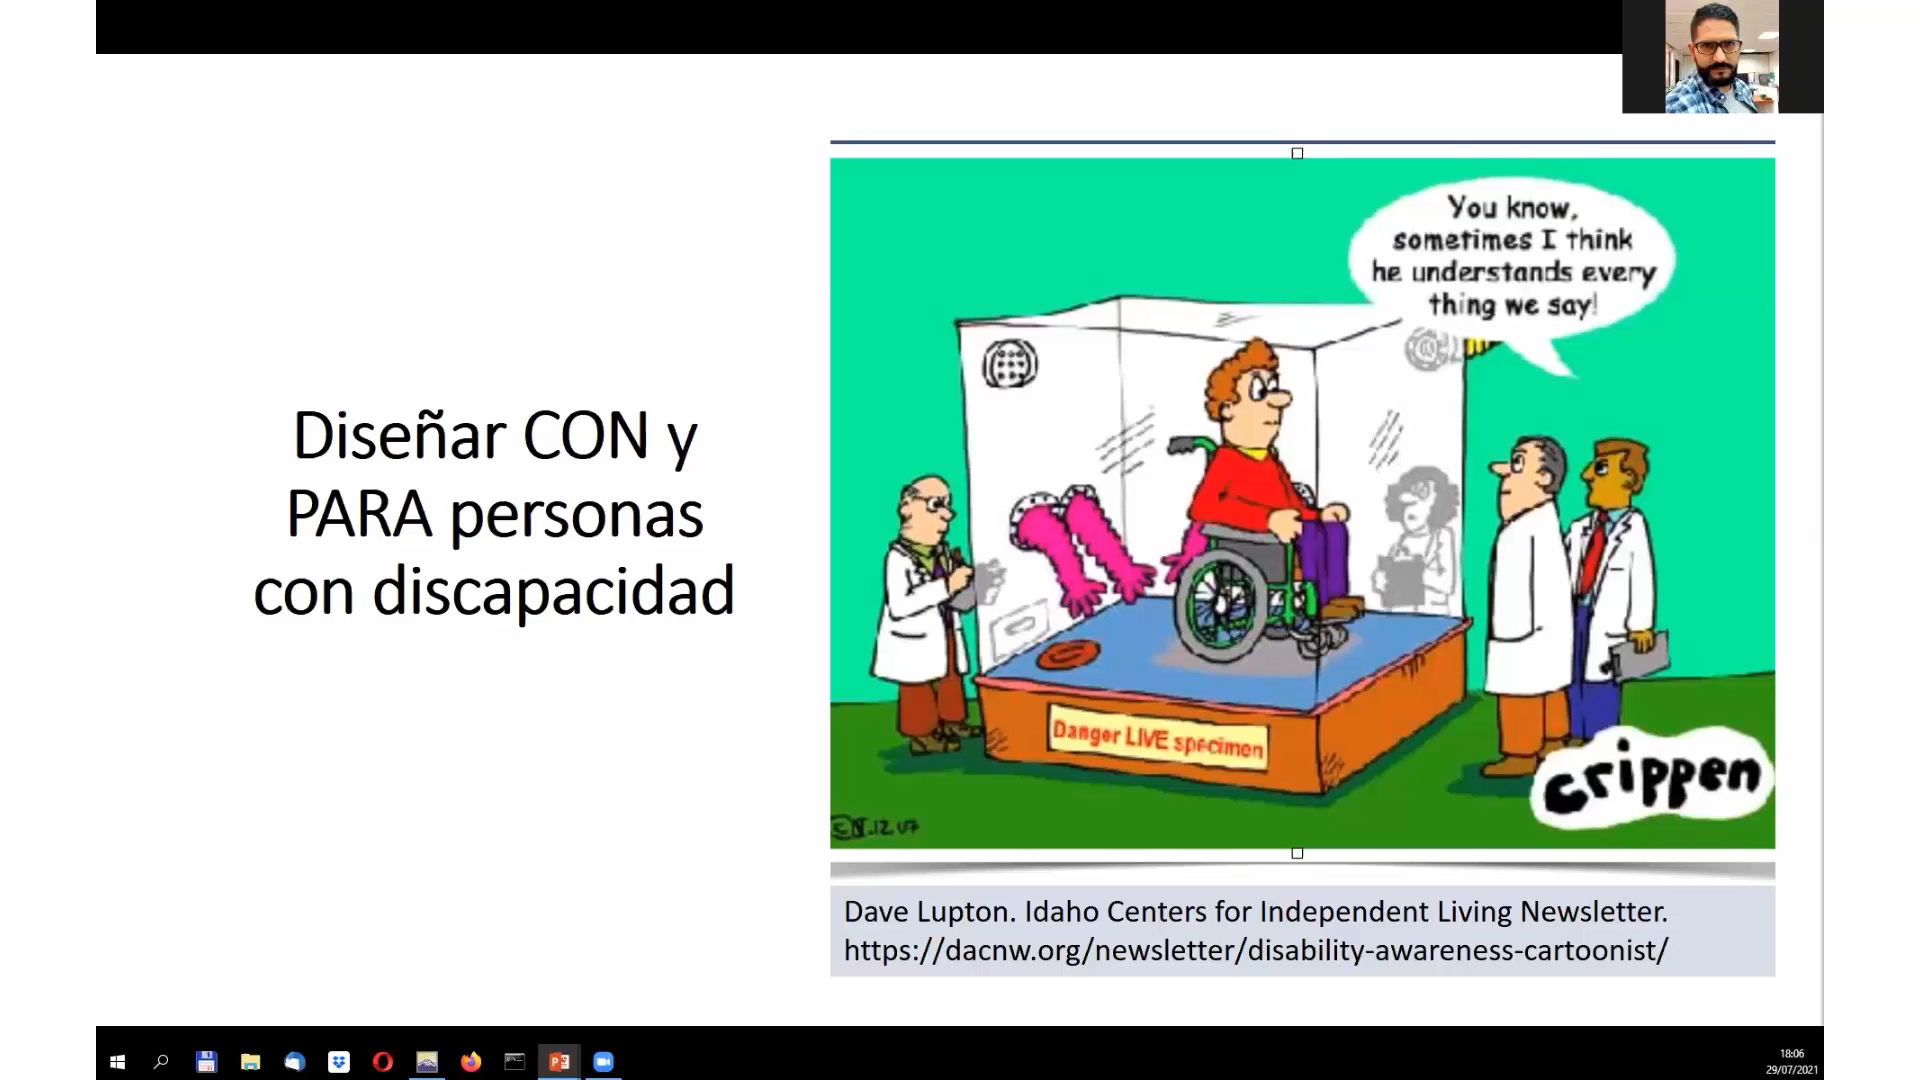 Diseñar CON y
PARA personas
con discapacidad
You know,
sometimes I think
he understands every
thing we say!
Danger LIVE specimen
crippen
Dave Lupton. Idaho Centers for Independent Living Newsletter.
https://dacnw.org/newsletter/disability-awareness-cartoonist/
18:06
29/07/2021